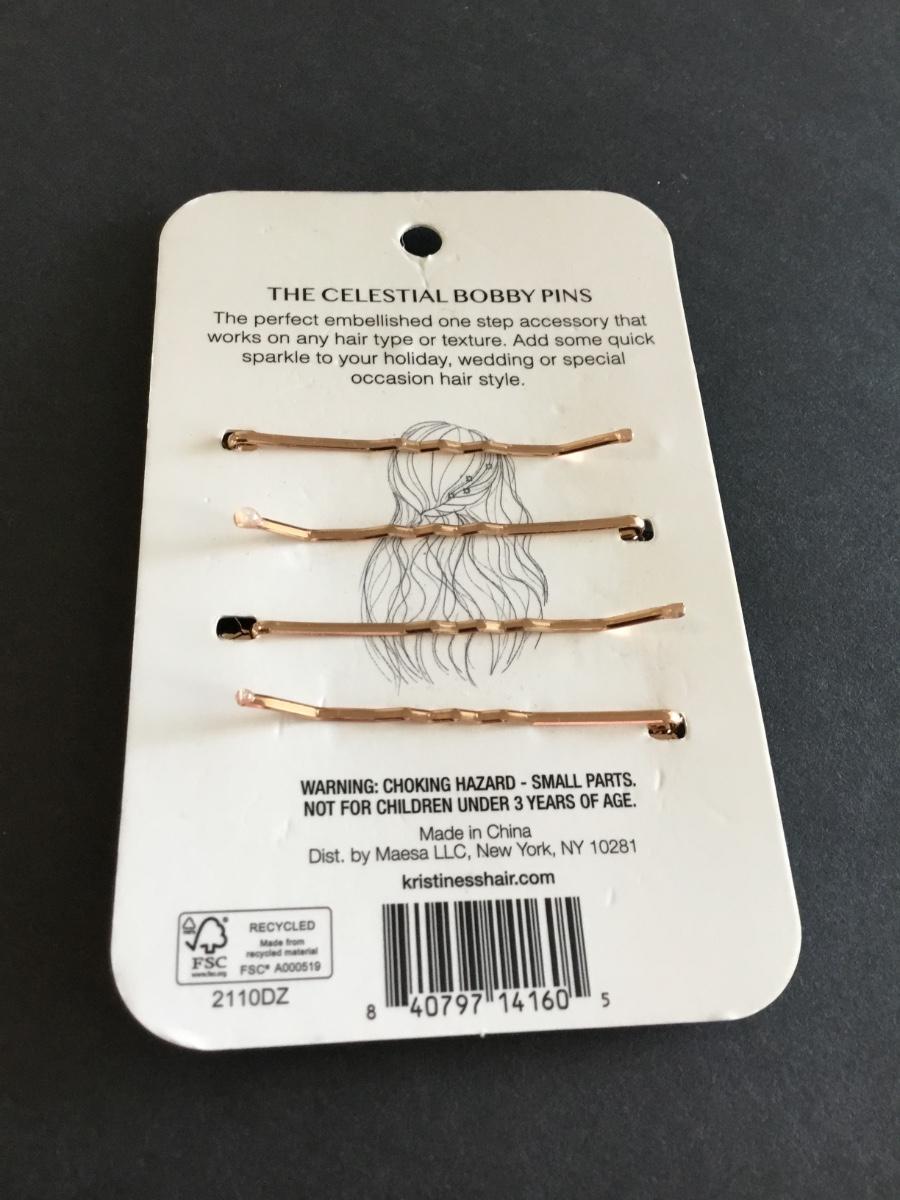 THE CELESTIAL BOBBY PINS
The perfect embellished one step accessory that
works on any hair type or texture. Add some quick
sparkle to your holiday, wedding or special
occasion hair style.
WARNING: CHOKING HAZARD - SMALL PARTS.
NOT FOR CHILDREN UNDER 3 YEARS OF AGE.
Made in China
Dist. by Maesa LLC, New York, NY 10281
kristinesshair.com
RECYCLED
Made from
recycled material
FSC® A000519
FSC
www.fsc.org
2110DZ
8 40797 14160 5